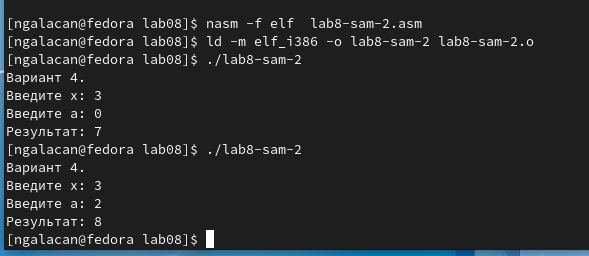 [ngalacan@fedora lab08]$ nasm -f elf  lab8-sam-2.asm
[ngalacan@fedora lab08]$ ld -m elf_i386 -o lab8-sam-2 lab8-sam-2.o
[ngalacan@fedora lab08]$ ./lab8-sam-2
Вариант 4.
Введите x: 3
Введите а: 0
Результат: 7
[ngalacan@fedora lab08]$ ./lab8-sam-2
Вариант 4.
Введите x: 3
Введите а: 2
Результат: 8
[ngalacan@fedora lab08]$